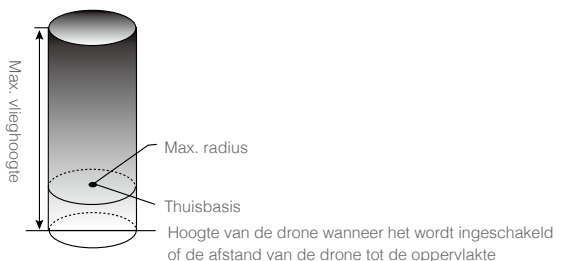 Max. vlieghoogte
Max. radius
Thuisbasis
Hoogte van de drone wanneer het wordt ingeschakeld
of de afstand van de drone tot de oppervlakte